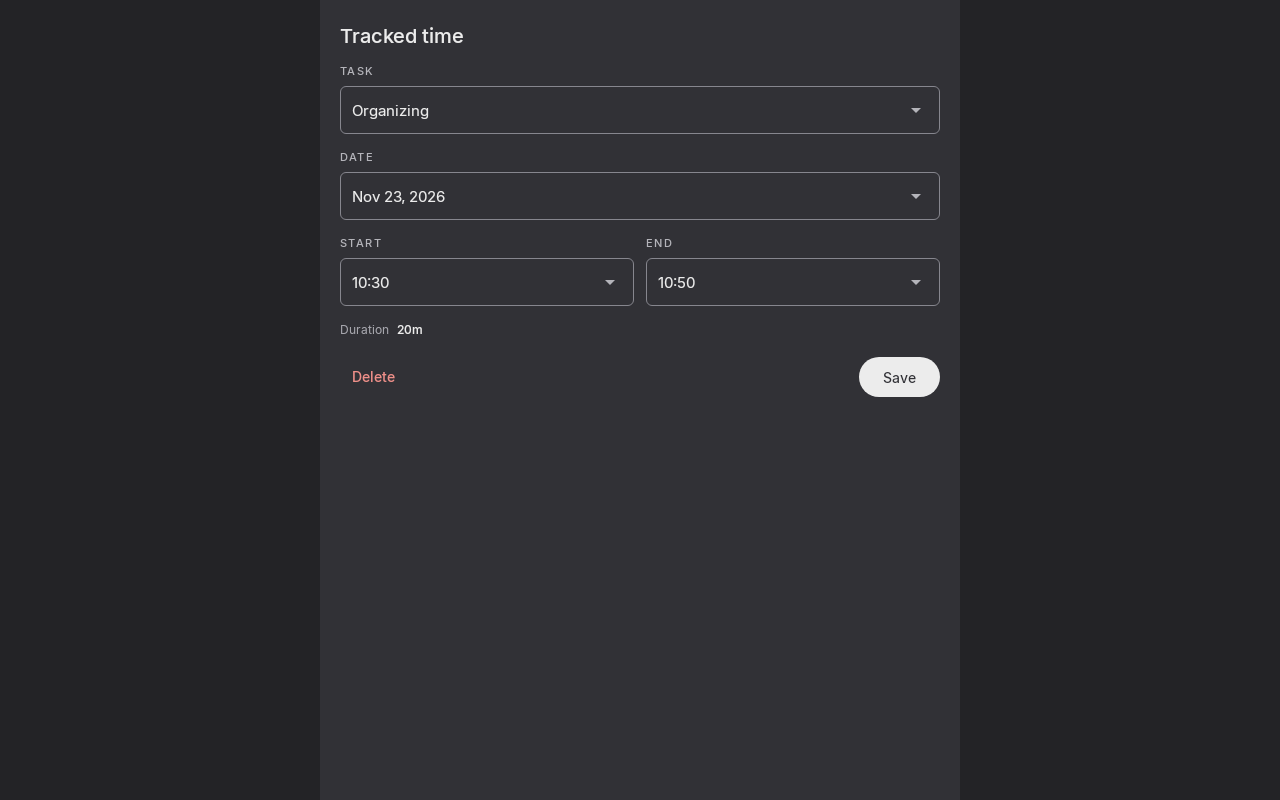 Tracked time
TASK
Organizing
DATE
Nov 23, 2026
START
END
10:30
10:50
Duration 20m
Delete
Save